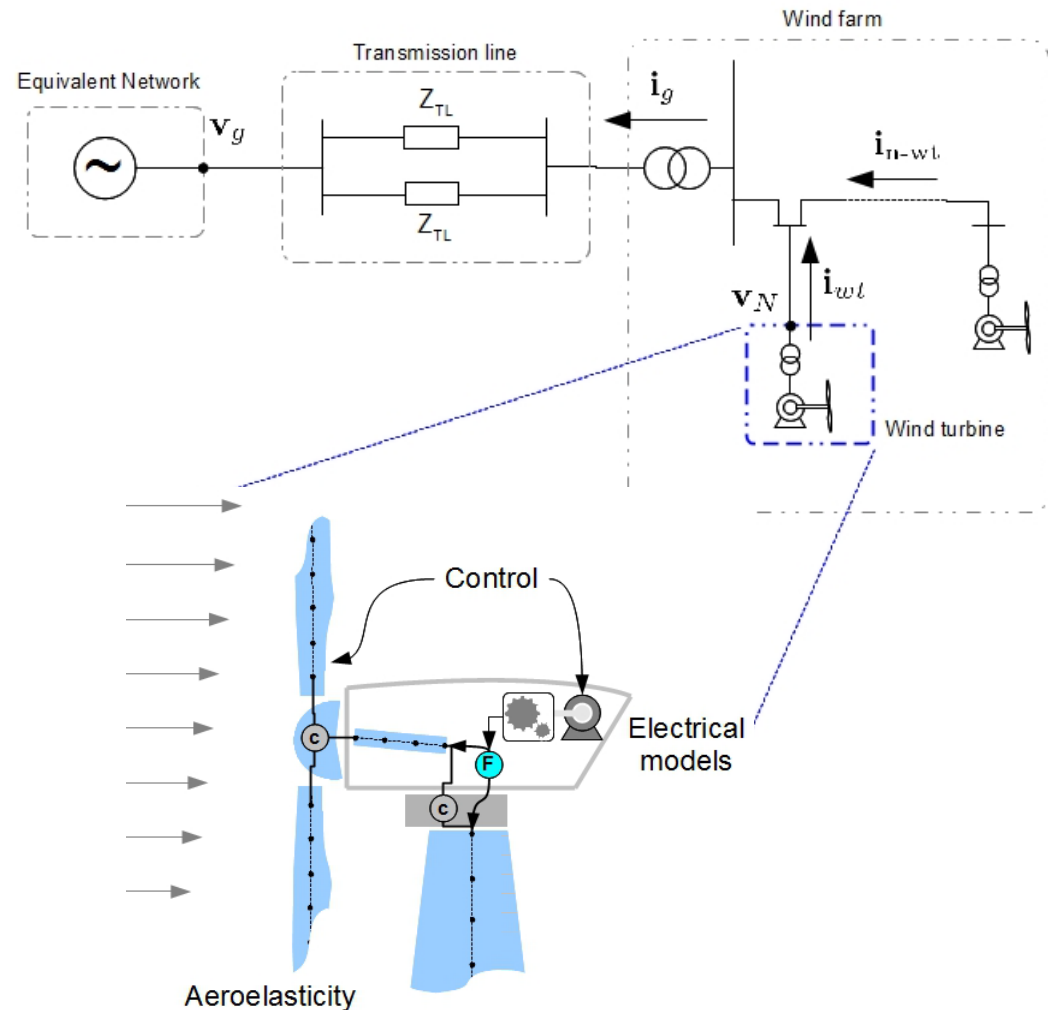 Wind farm
Transmission line
Equivalent Network
Z_TL
i_g
v_g
i_n-wt
~
Z_TL
v_N
i_wt
Wind turbine
Control
Electrical
models
F
c
c
Aeroelasticity